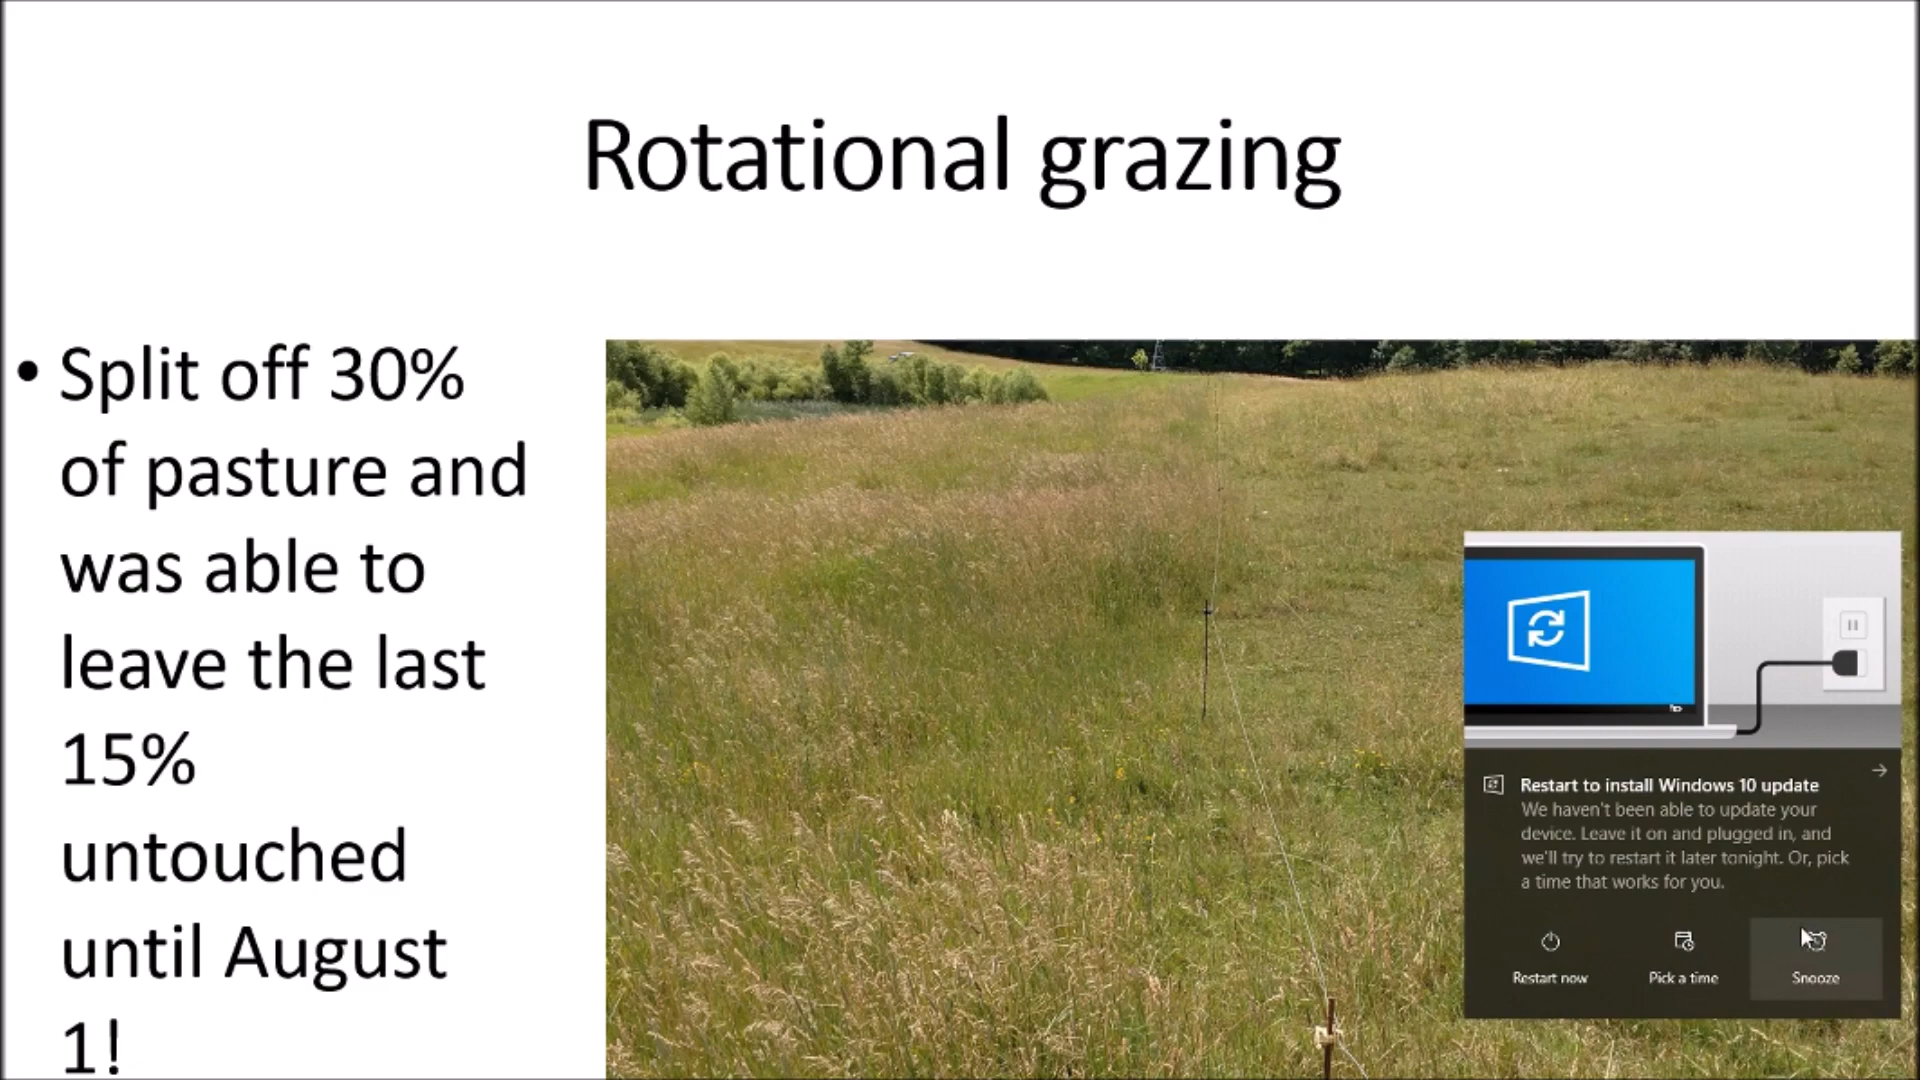 Rotational grazing
• Split off 30%
of pasture and
was able to
leave the last
15%
untouched
until August
1!
Restart to install Windows 10 update
We haven't been able to update your
device. Leave it on and plugged in, and
we'll try to restart it later tonight. Or, pick
a time that works for you.
Restart now
Pick a time
Snooze